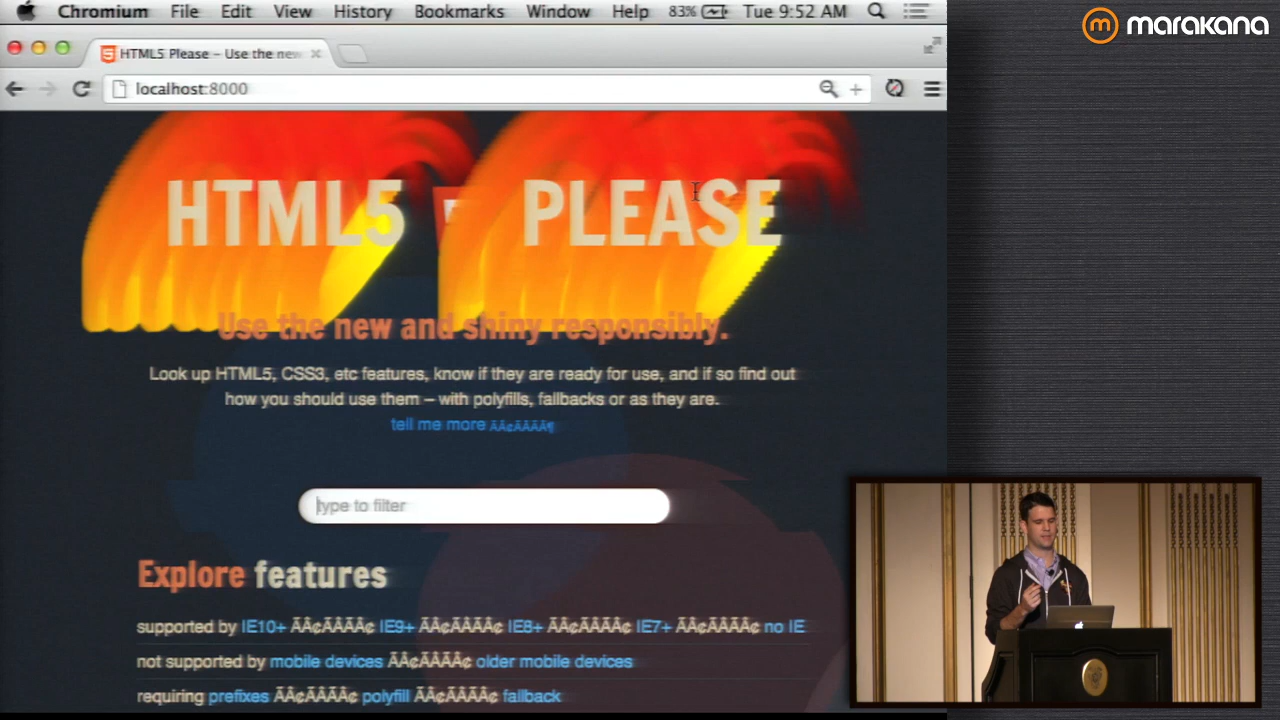 Chromium File Edit View History Bookmarks Window Help 83% Tue 9:52 AM
marakana
HTML5 Please – Use the new
localhost:8000
HTML5 PLEASE
Use the new and shiny responsibly.
Look up HTML5, CSS3, etc features, know if they are ready for use, and if so find out
how you should use them – with polyfills, fallbacks or as they are.
tell me more
type to filter
Explore features
supported by IE10+ ÃÂ¢ÃÂÃÂ¢ IE9+ ÃÂ¢ÃÂÃÂ¢ IE8+ ÃÂ¢ÃÂÃÂ¢ IE7+ ÃÂ¢ÃÂÃÂ¢ no IE
not supported by mobile devices ÃÂ¢ÃÂÃÂ¢ older mobile devices
requiring prefixes ÃÂ¢ÃÂÃÂ¢ polyfill ÃÂ¢ÃÂÃÂ¢ fallback